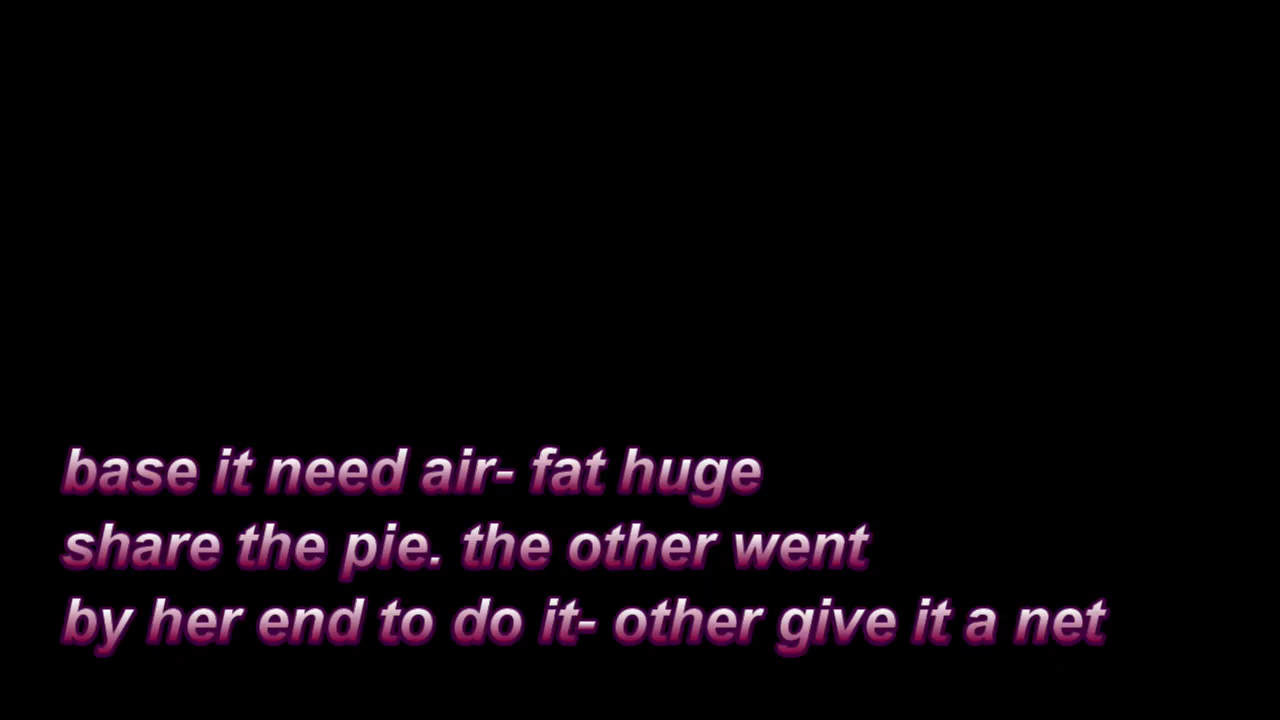 base it need air- fat huge
share the pie. the other went
by her end to do it- other give it a net